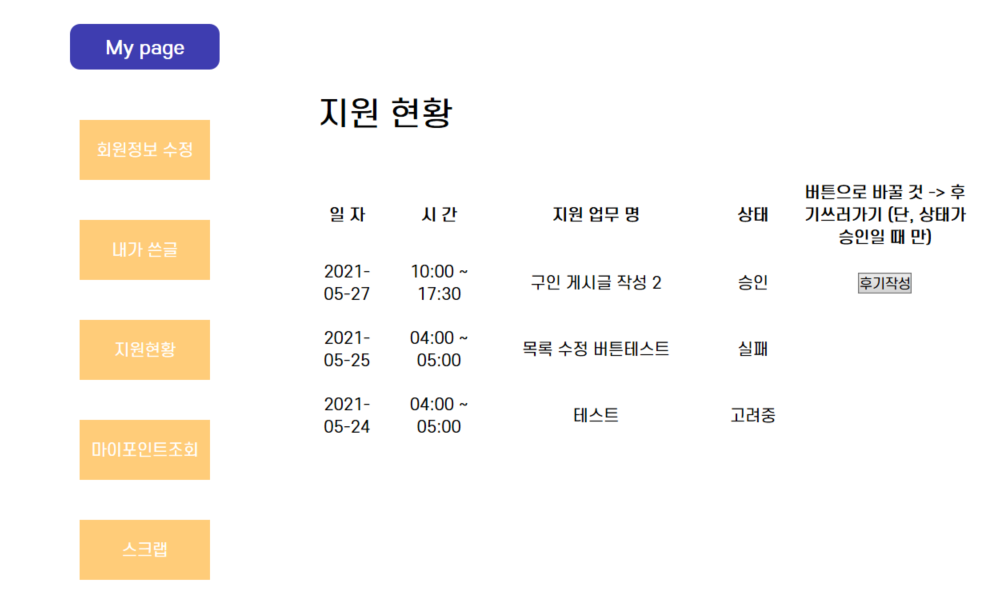 My page
회원정보 수정
내가 쓴글
지원현황
마이포인트조회
스크랩
지원 현황
일 자 시 간 지원 업무 명 상태 버튼으로 바꿀 것 -> 후
기쓰러가기 (단, 상태가
승인일 때 만)
2021- 10:00 ~
05-27 17:30
구인 게시글 작성 2 승인 후기작성
2021- 04:00 ~
05-25 05:00
목록 수정 버튼테스트 실패
2021- 04:00 ~
05-24 05:00
테스트 고려중